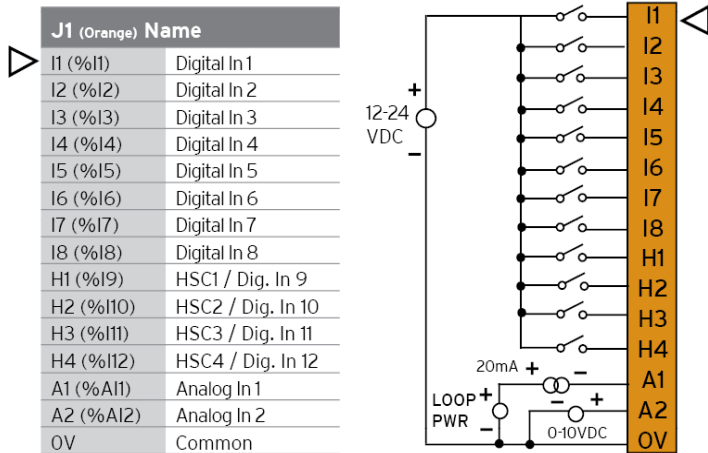 J1 (Orange) Name
I1 (%I1) Digital In 1
I2 (%I2) Digital In 2
I3 (%I3) Digital In 3
I4 (%I4) Digital In 4
I5 (%I5) Digital In 5
I6 (%I6) Digital In 6
I7 (%I7) Digital In 7
I8 (%I8) Digital In 8
H1 (%I9) HSC1 / Dig. In 9
H2 (%I10) HSC2 / Dig. In 10
H3 (%I11) HSC3 / Dig. In 11
H4 (%I12) HSC4 / Dig. In 12
A1 (%AI1) Analog In 1
A2 (%AI2) Analog In 2
0V Common
+
12-24
VDC
–
I1
I2
I3
I4
I5
I6
I7
I8
H1
H2
H3
H4
20mA + –
A1
LOOP +
PWR –
– +
A2
0-10VDC
0V